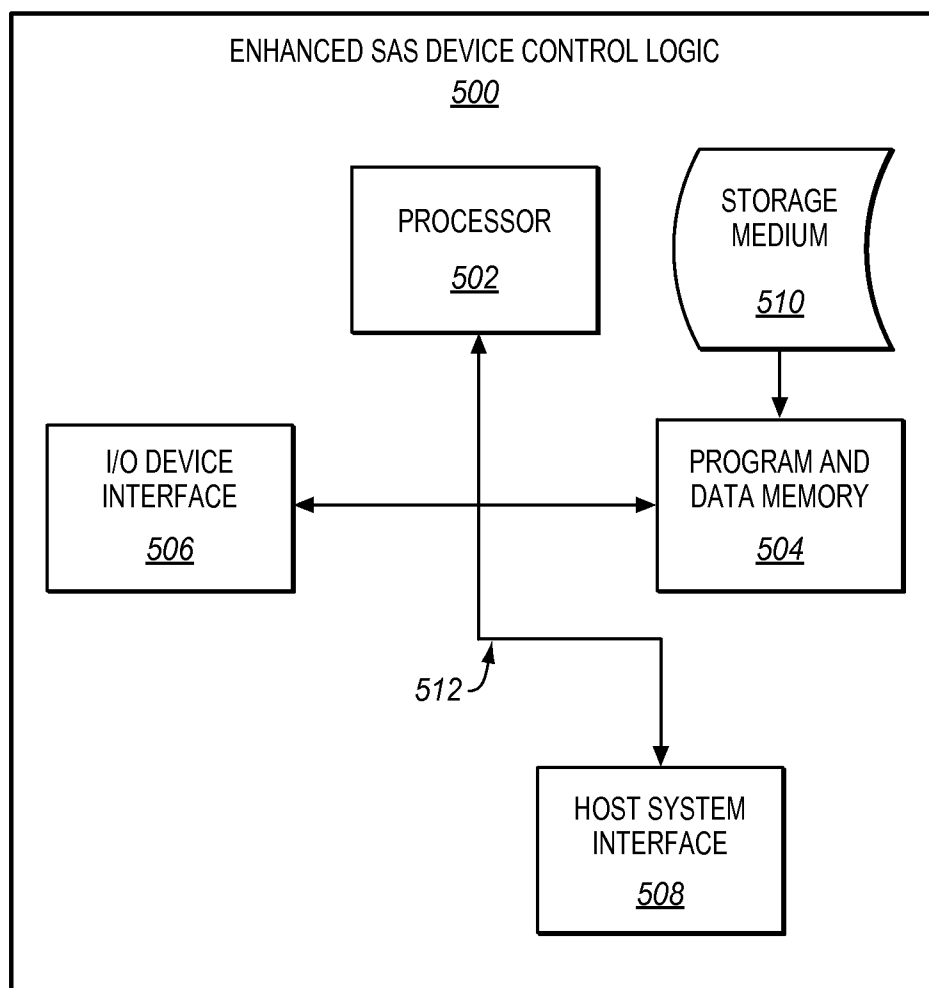 ENHANCED SAS DEVICE CONTROL LOGIC
500
PROCESSOR
502
STORAGE
MEDIUM
510
I/O DEVICE
INTERFACE
506
PROGRAM AND
DATA MEMORY
504
512
HOST SYSTEM
INTERFACE
508